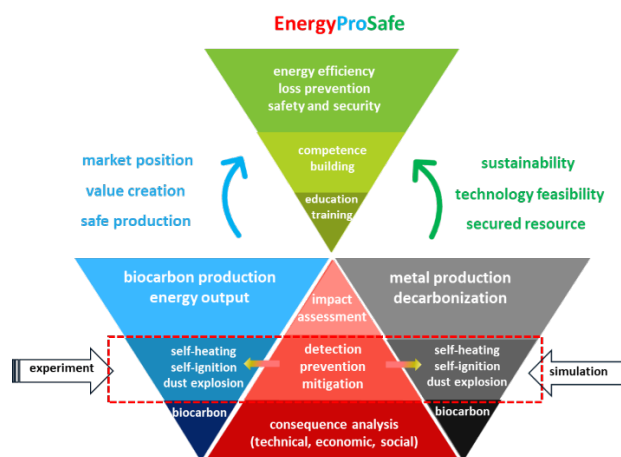 EnergyProSafe
energy efficiency
loss prevention
safety and security
competence
building
education
training
market position
value creation
safe production
sustainability
technology feasibility
secured resource
biocarbon production
energy output
impact
assessment
metal production
decarbonization
experiment
self-heating
self-ignition
dust explosion
detection
prevention
mitigation
self-heating
self-ignition
dust explosion
simulation
biocarbon
consequence analysis
(technical, economic, social)
biocarbon